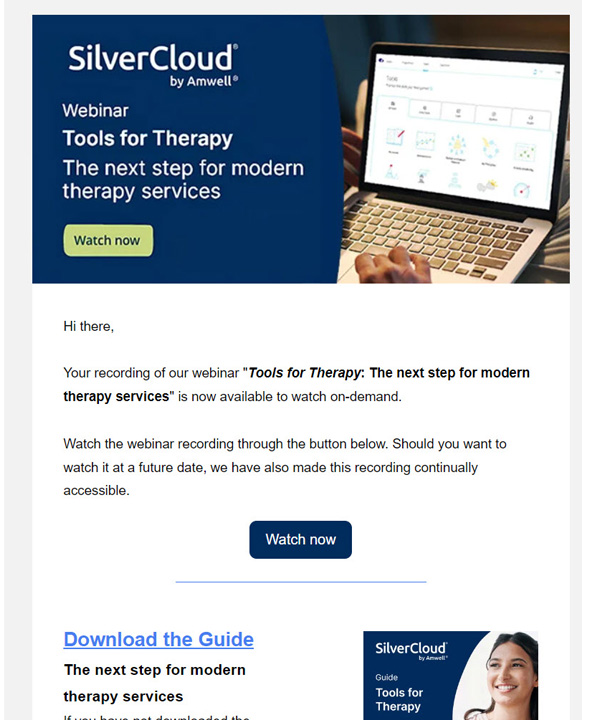 SilverCloud®
by Amwell®
Webinar
Tools for Therapy
The next step for modern
therapy services
Watch now
Hi there,
Your recording of our webinar "Tools for Therapy: The next step for modern
therapy services" is now available to watch on-demand.
Watch the webinar recording through the button below. Should you want to
watch it at a future date, we have also made this recording continually
accessible.
Watch now
Download the Guide
The next step for modern
therapy services
If you have not downloaded the
SilverCloud®
by Amwell®
Guide
Tools for
Therapy